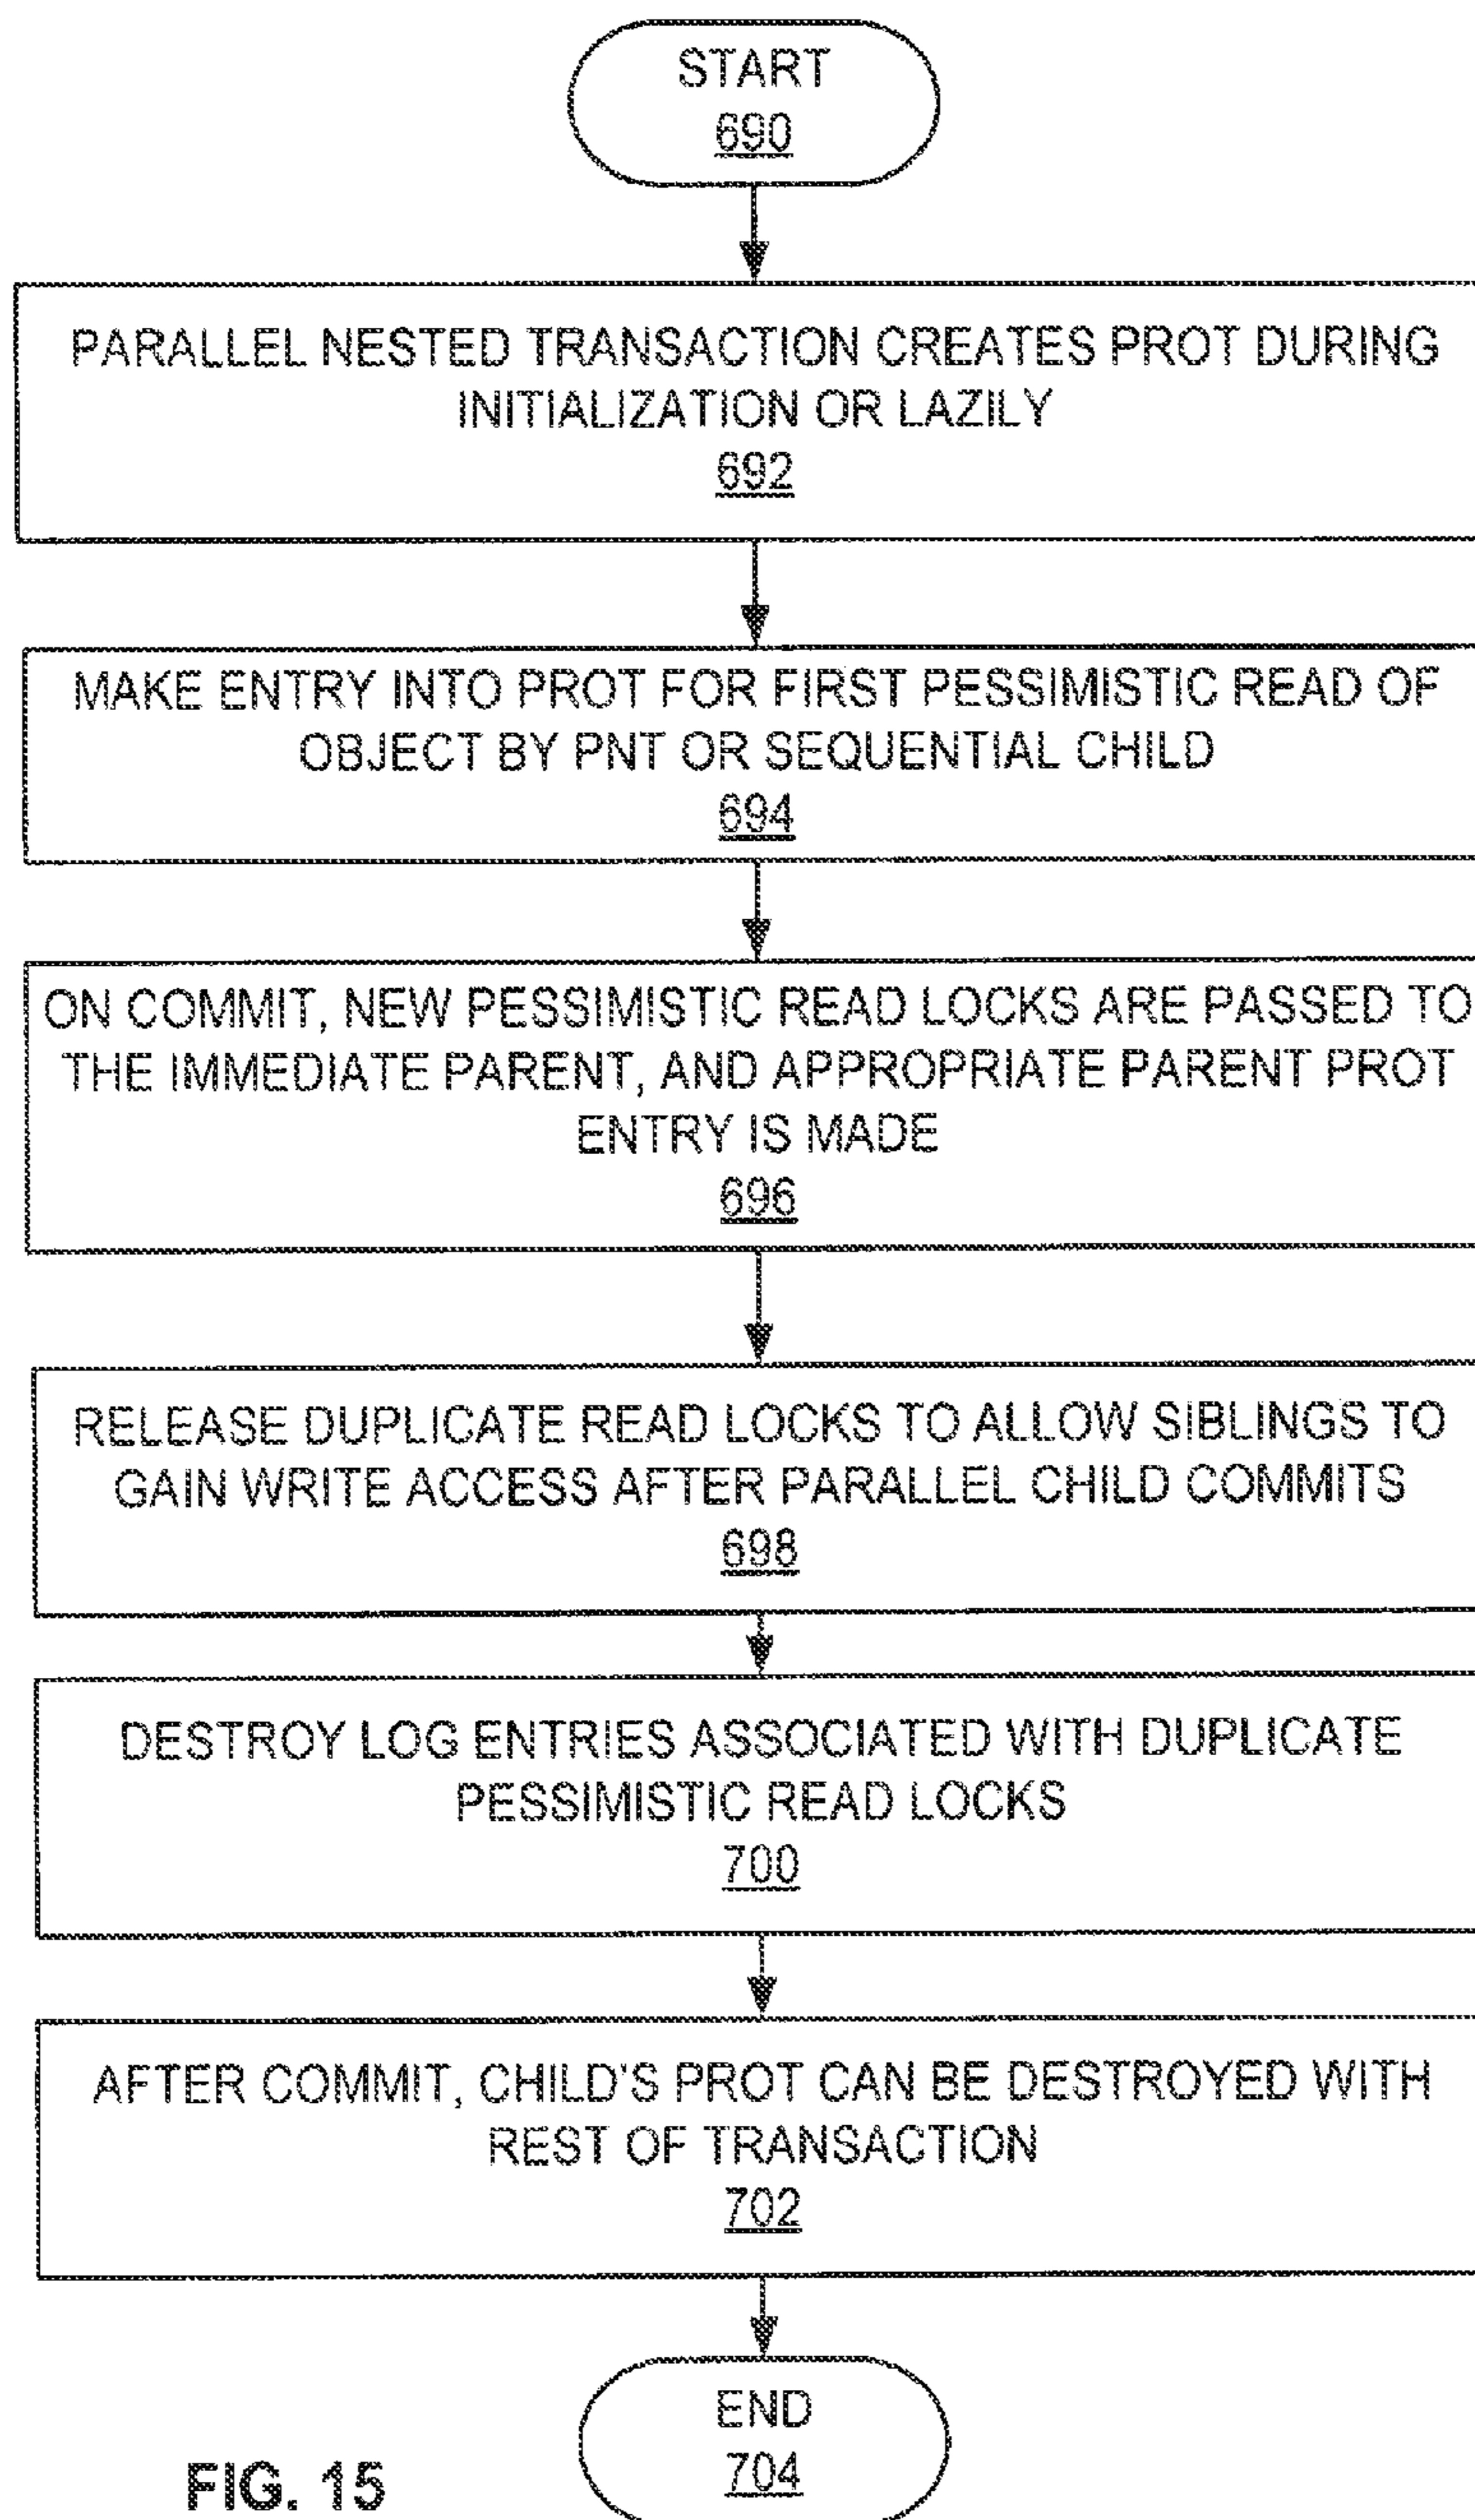 START
690
PARALLEL NESTED TRANSACTION CREATES PROT DURING
INITIALIZATION OR LAZILY
692
MAKE ENTRY INTO PROT FOR FIRST PESSIMISTIC READ OF
OBJECT BY PNT OR SEQUENTIAL CHILD
694
ON COMMIT, NEW PESSIMISTIC READ LOCKS ARE PASSED TO
THE IMMEDIATE PARENT, AND APPROPRIATE PARENT PROT
ENTRY IS MADE
696
RELEASE DUPLICATE READ LOCKS TO ALLOW SIBLINGS TO
GAIN WRITE ACCESS AFTER PARALLEL CHILD COMMITS
698
DESTROY LOG ENTRIES ASSOCIATED WITH DUPLICATE
PESSIMISTIC READ LOCKS
700
AFTER COMMIT, CHILD'S PROT CAN BE DESTROYED WITH
REST OF TRANSACTION
702
END
704
FIG. 15